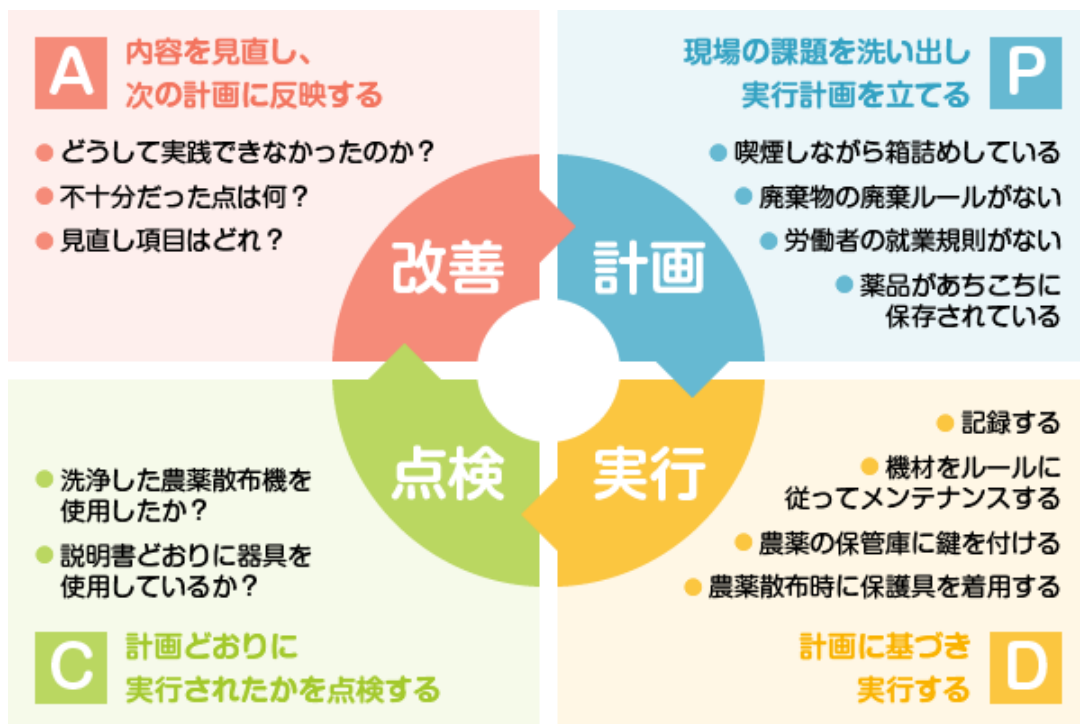 A
内容を見直し、
次の計画に反映する
● どうして実践できなかったのか？
● 不十分だった点は何？
● 見直し項目はどれ？
改善
P
現場の課題を洗い出し
実行計画を立てる
● 喫煙しながら箱詰めしている
● 廃棄物の廃棄ルールがない
● 労働者の就業規則がない
● 薬品があちこちに
保存されている
計画
● 記録する
● 機材をルールに
従ってメンテナンスする
● 農薬の保管庫に鍵を付ける
● 農薬散布時に保護具を着用する
実行
計画に基づき
実行する
D
点検
● 洗浄した農薬散布機を
使用したか？
● 説明書どおりに器具を
使用しているか？
C
計画どおりに
実行されたかを点検する